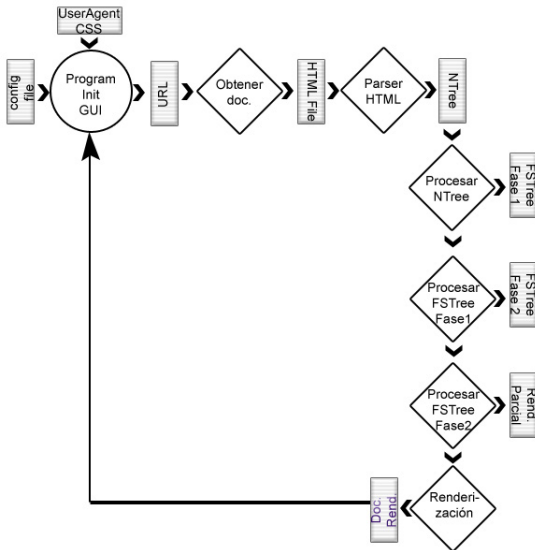 UserAgent
CSS
config
file
Program
Init
GUI
URL
Obtener
doc.
HTML File
Parser
HTML
NTree
Procesar
NTree
FSTree
Fase 1
Procesar
FSTree
Fase1
FSTree
Fase 2
Procesar
FSTree
Fase2
Rend.
Parcial
Renderi-
zación
Doc.
Rend.